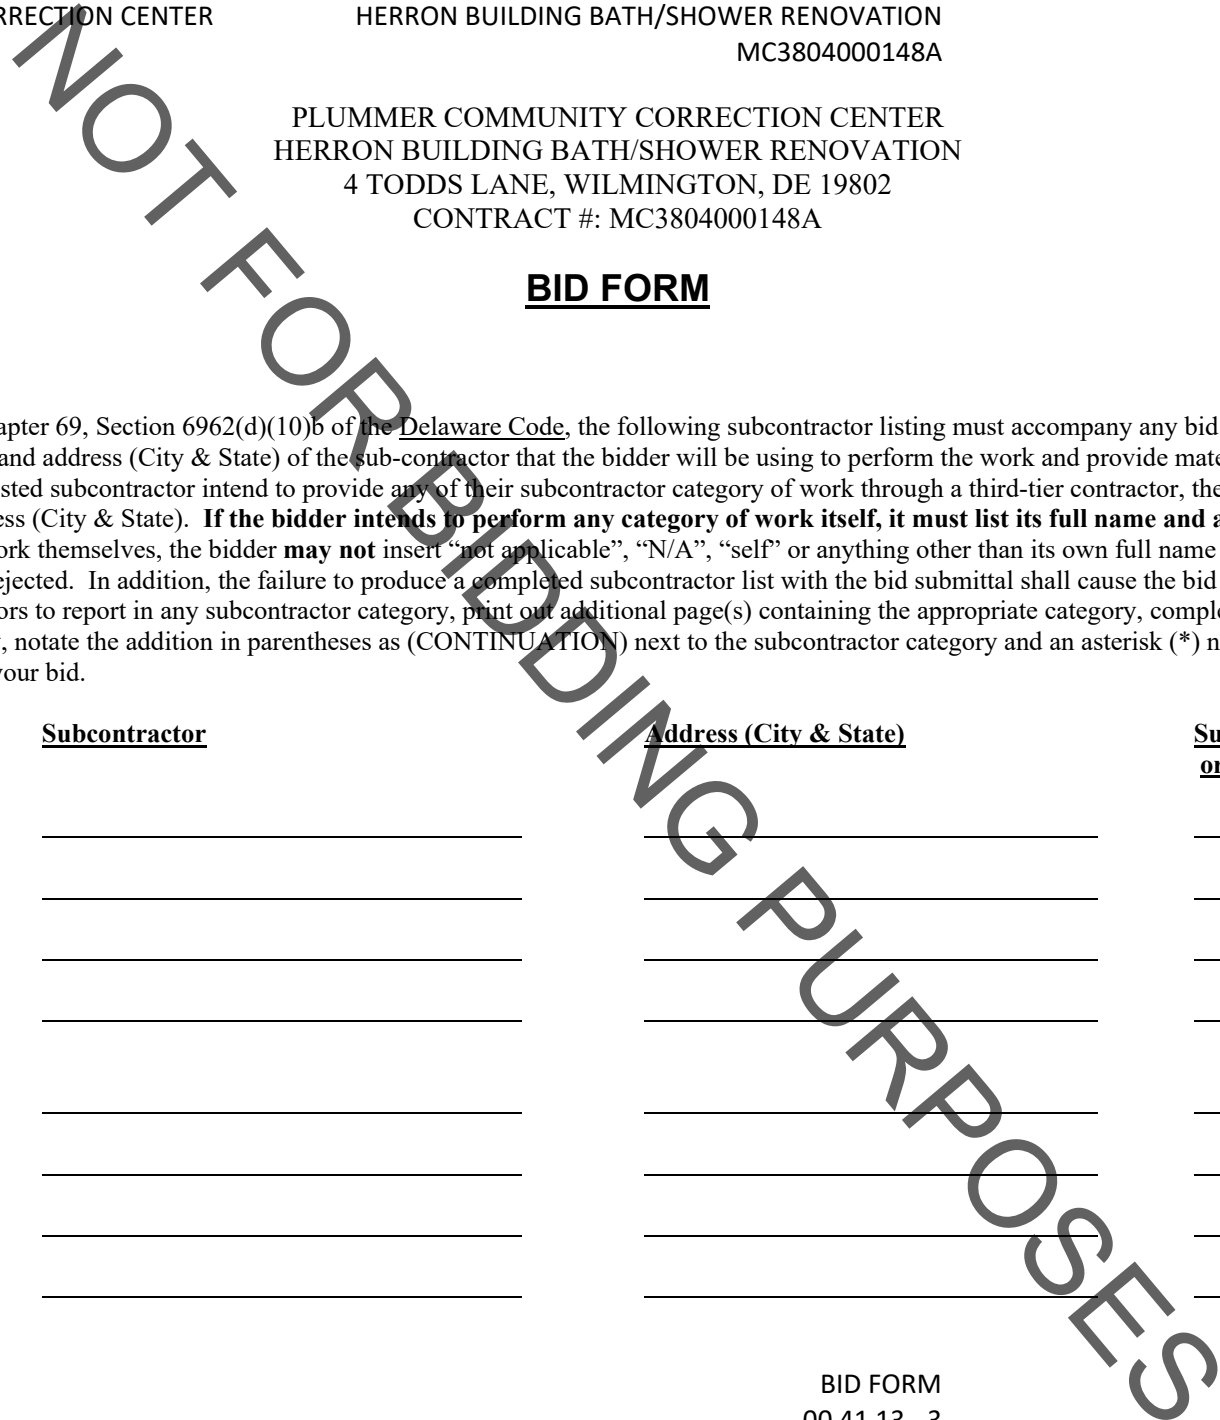 RRECTION CENTER HERRON BUILDING BATH/SHOWER RENOVATION
MC3804000148A
PLUMMER COMMUNITY CORRECTION CENTER
HERRON BUILDING BATH/SHOWER RENOVATION
4 TODDS LANE, WILMINGTON, DE 19802
CONTRACT #: MC3804000148A
BID FORM
apter 69, Section 6962(d)(10)b of the Delaware Code, the following subcontractor listing must accompany any bid
and address (City & State) of the sub-contractor that the bidder will be using to perform the work and provide mate
sted subcontractor intend to provide any of their subcontractor category of work through a third-tier contractor, the
ess (City & State). If the bidder intends to perform any category of work itself, it must list its full name and a
ork themselves, the bidder may not insert “not applicable”, “N/A”, “self” or anything other than its own full name
ejected. In addition, the failure to produce a completed subcontractor list with the bid submittal shall cause the bid
ors to report in any subcontractor category, print out additional page(s) containing the appropriate category, comple
, notate the addition in parentheses as (CONTINUATION) next to the subcontractor category and an asterisk (*) n
your bid.
Subcontractor Address (City & State) Su
or
BID FORM
00 41 13 - 3
NOT FOR BIDDING PURPOSES